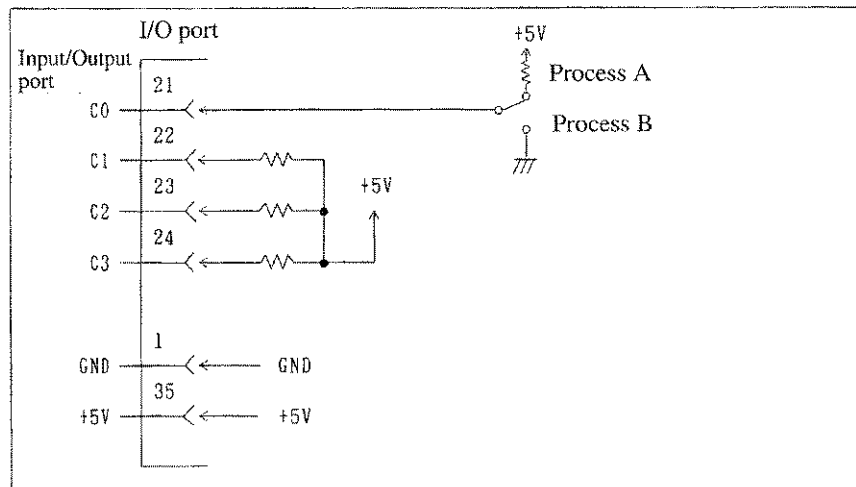 I/O port
Input/Output
port
+5V
Process A
21
C0
Process B
22
C1
+5V
23
C2
24
C3
1
GND
GND
35
+5V
+5V